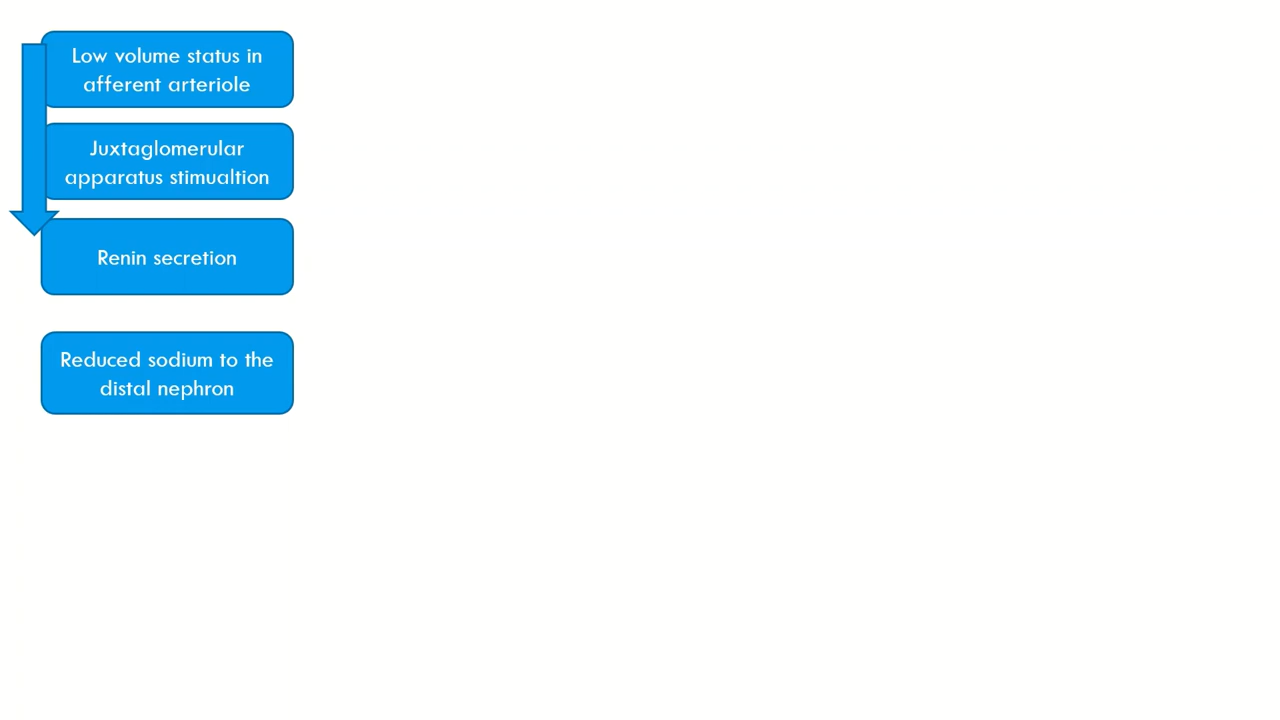 Low volume status in
afferent arteriole
Juxtaglomerular
apparatus stimualtion
Renin secretion
Reduced sodium to the
distal nephron